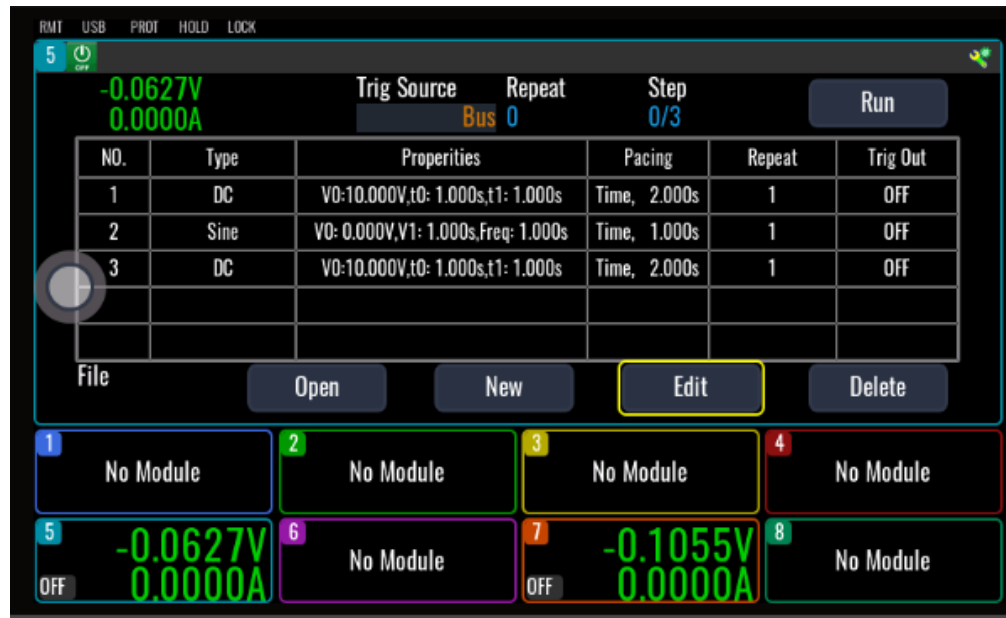 RMT USB PROT HOLD LOCK
5 OFF
-0.0627V Trig Source Repeat Step Run
0.0000A Bus 0 0/3
NO. Type Properities Pacing Repeat Trig Out
1 DC V0:10.000V,t0: 1.000s,t1: 1.000s Time, 2.000s 1 OFF
2 Sine V0: 0.000V,V1: 1.000s,Freq: 1.000s Time, 1.000s 1 OFF
3 DC V0:10.000V,t0: 1.000s,t1: 1.000s Time, 2.000s 1 OFF
File Open New Edit Delete
1 No Module 2 No Module 3 No Module 4 No Module
5 -0.0627V 6 No Module 7 -0.1055V 8 No Module
OFF 0.0000A OFF 0.0000A